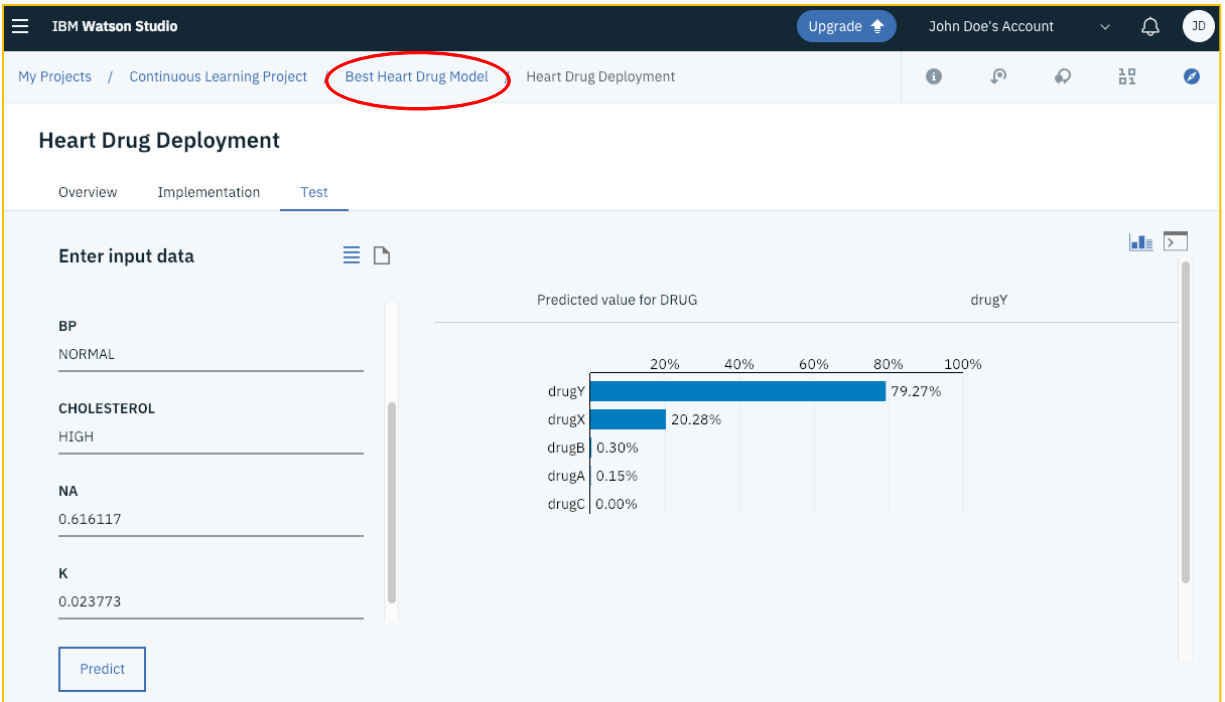 IBM Watson Studio
Upgrade
John Doe's Account
JD
My Projects / Continuous Learning Project / Best Heart Drug Model / Heart Drug Deployment
Heart Drug Deployment
Overview Implementation Test
Enter input data
BP
NORMAL
CHOLESTEROL
HIGH
NA
0.616117
K
0.023773
Predict
Predicted value for DRUG drugY
20% 40% 60% 80% 100%
drugY 79.27%
drugX 20.28%
drugB 0.30%
drugA 0.15%
drugC 0.00%